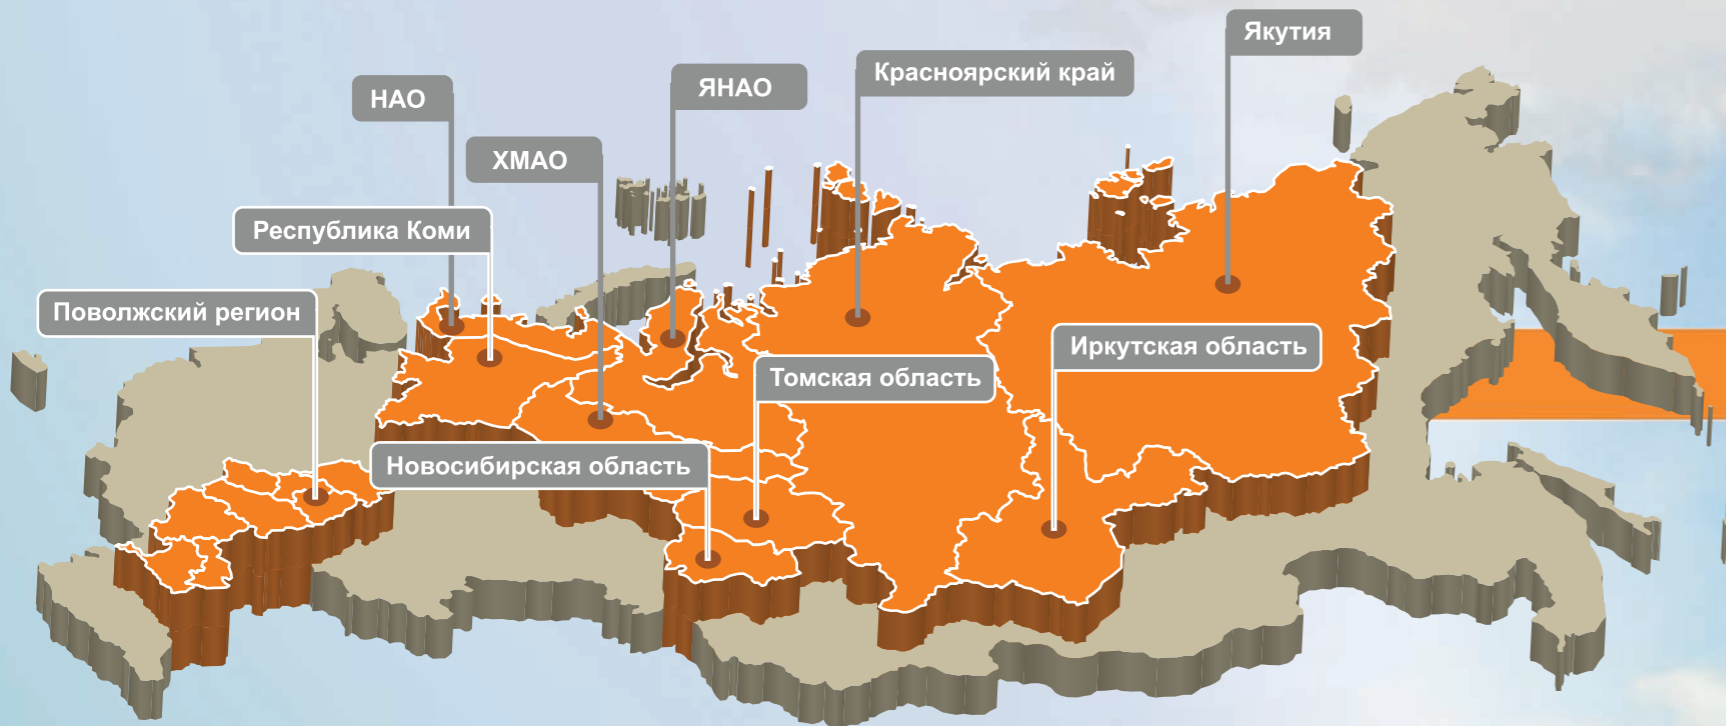 Якутия
Красноярский край
ЯНАО
НАО
ХМАО
Республика Коми
Поволжский регион
Иркутская область
Томская область
Новосибирская область